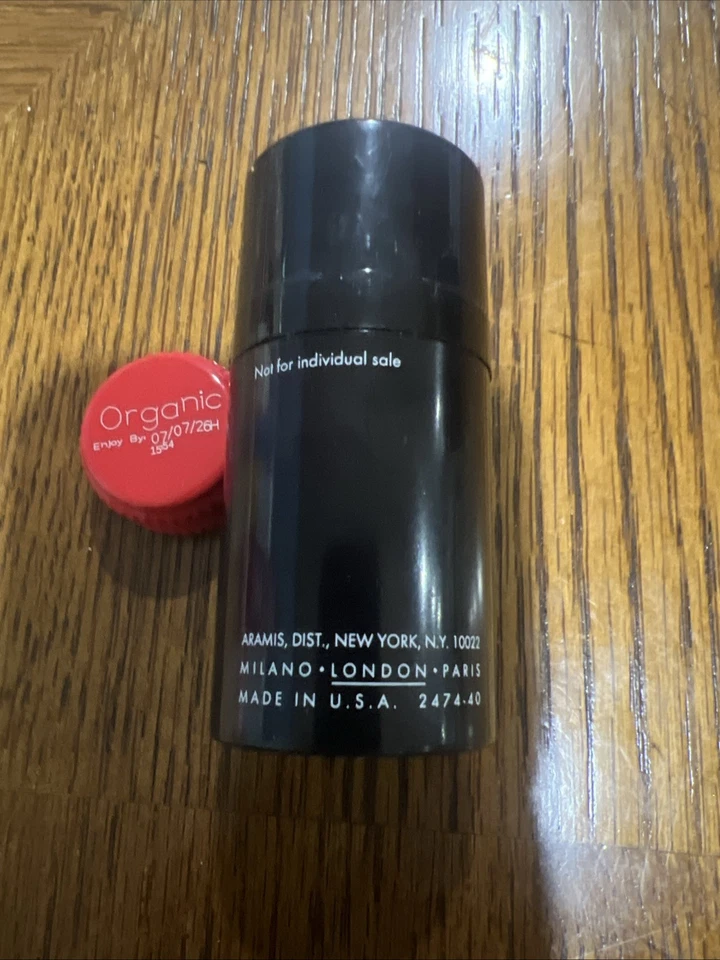 Not for individual sale
Organic
Enjoy By: 07/07/26H
1554
ARAMIS, DIST., NEW YORK, N.Y. 10022
MILANO • LONDON • PARIS
MADE IN U.S.A. 2474-40